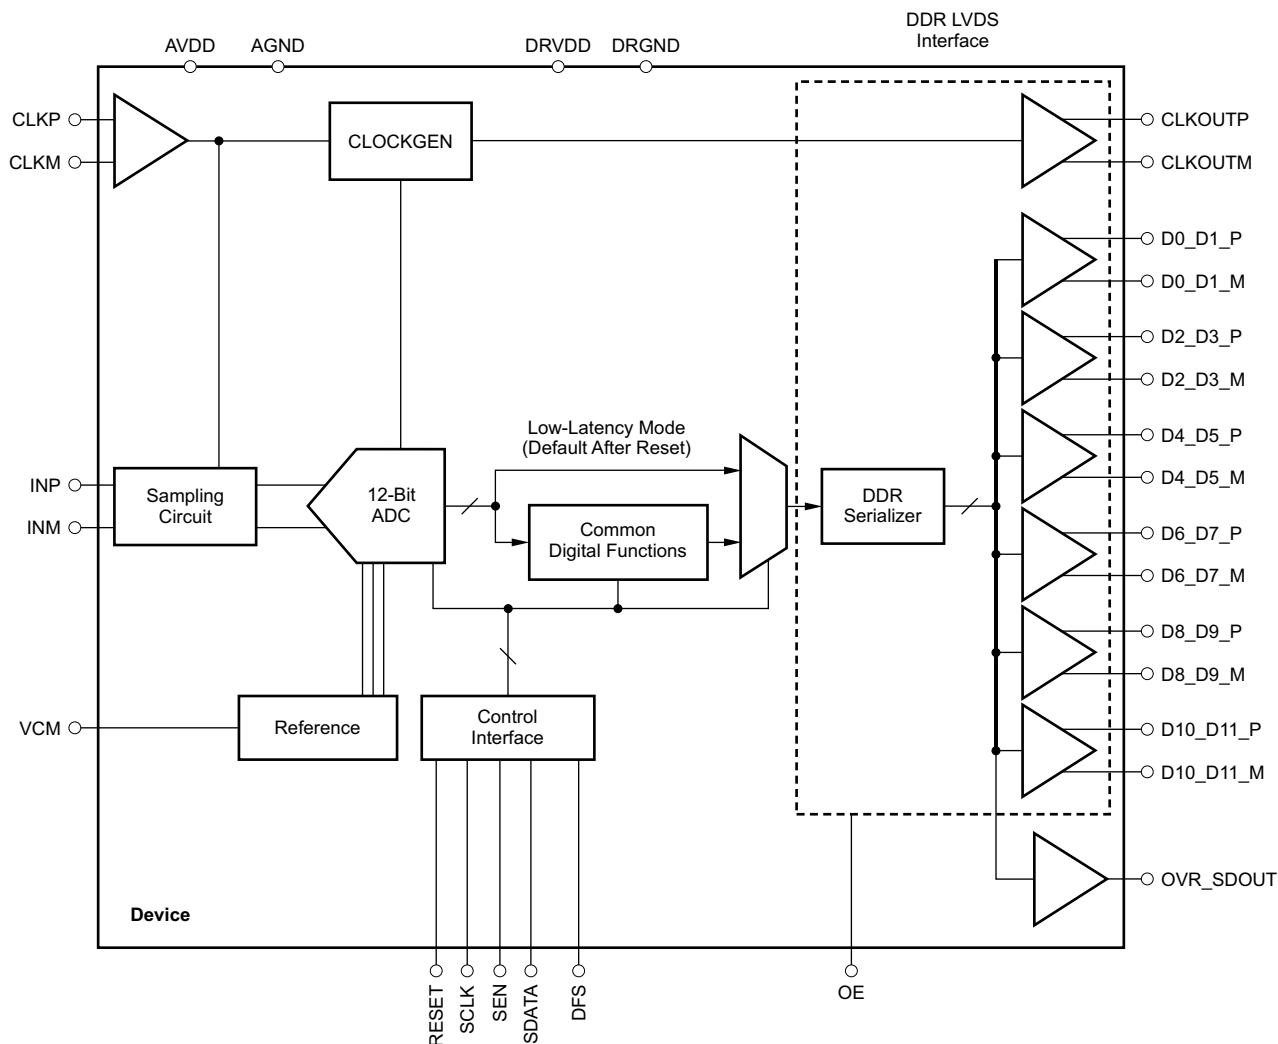 DDR LVDS
Interface
AVDD
AGND
DRVDD
DRGND
CLKP
CLKM
CLOCKGEN
CLKOUTP
CLKOUTM
D0_D1_P
D0_D1_M
D2_D3_P
D2_D3_M
Low-Latency Mode
(Default After Reset)
D4_D5_P
D4_D5_M
INP
INM
Sampling
Circuit
12-Bit
ADC
Common
Digital Functions
DDR
Serializer
D6_D7_P
D6_D7_M
D8_D9_P
D8_D9_M
VCM
Reference
Control
Interface
D10_D11_P
D10_D11_M
OVR_SDOUT
Device
RESET
SCLK
SEN
SDATA
DFS
OE